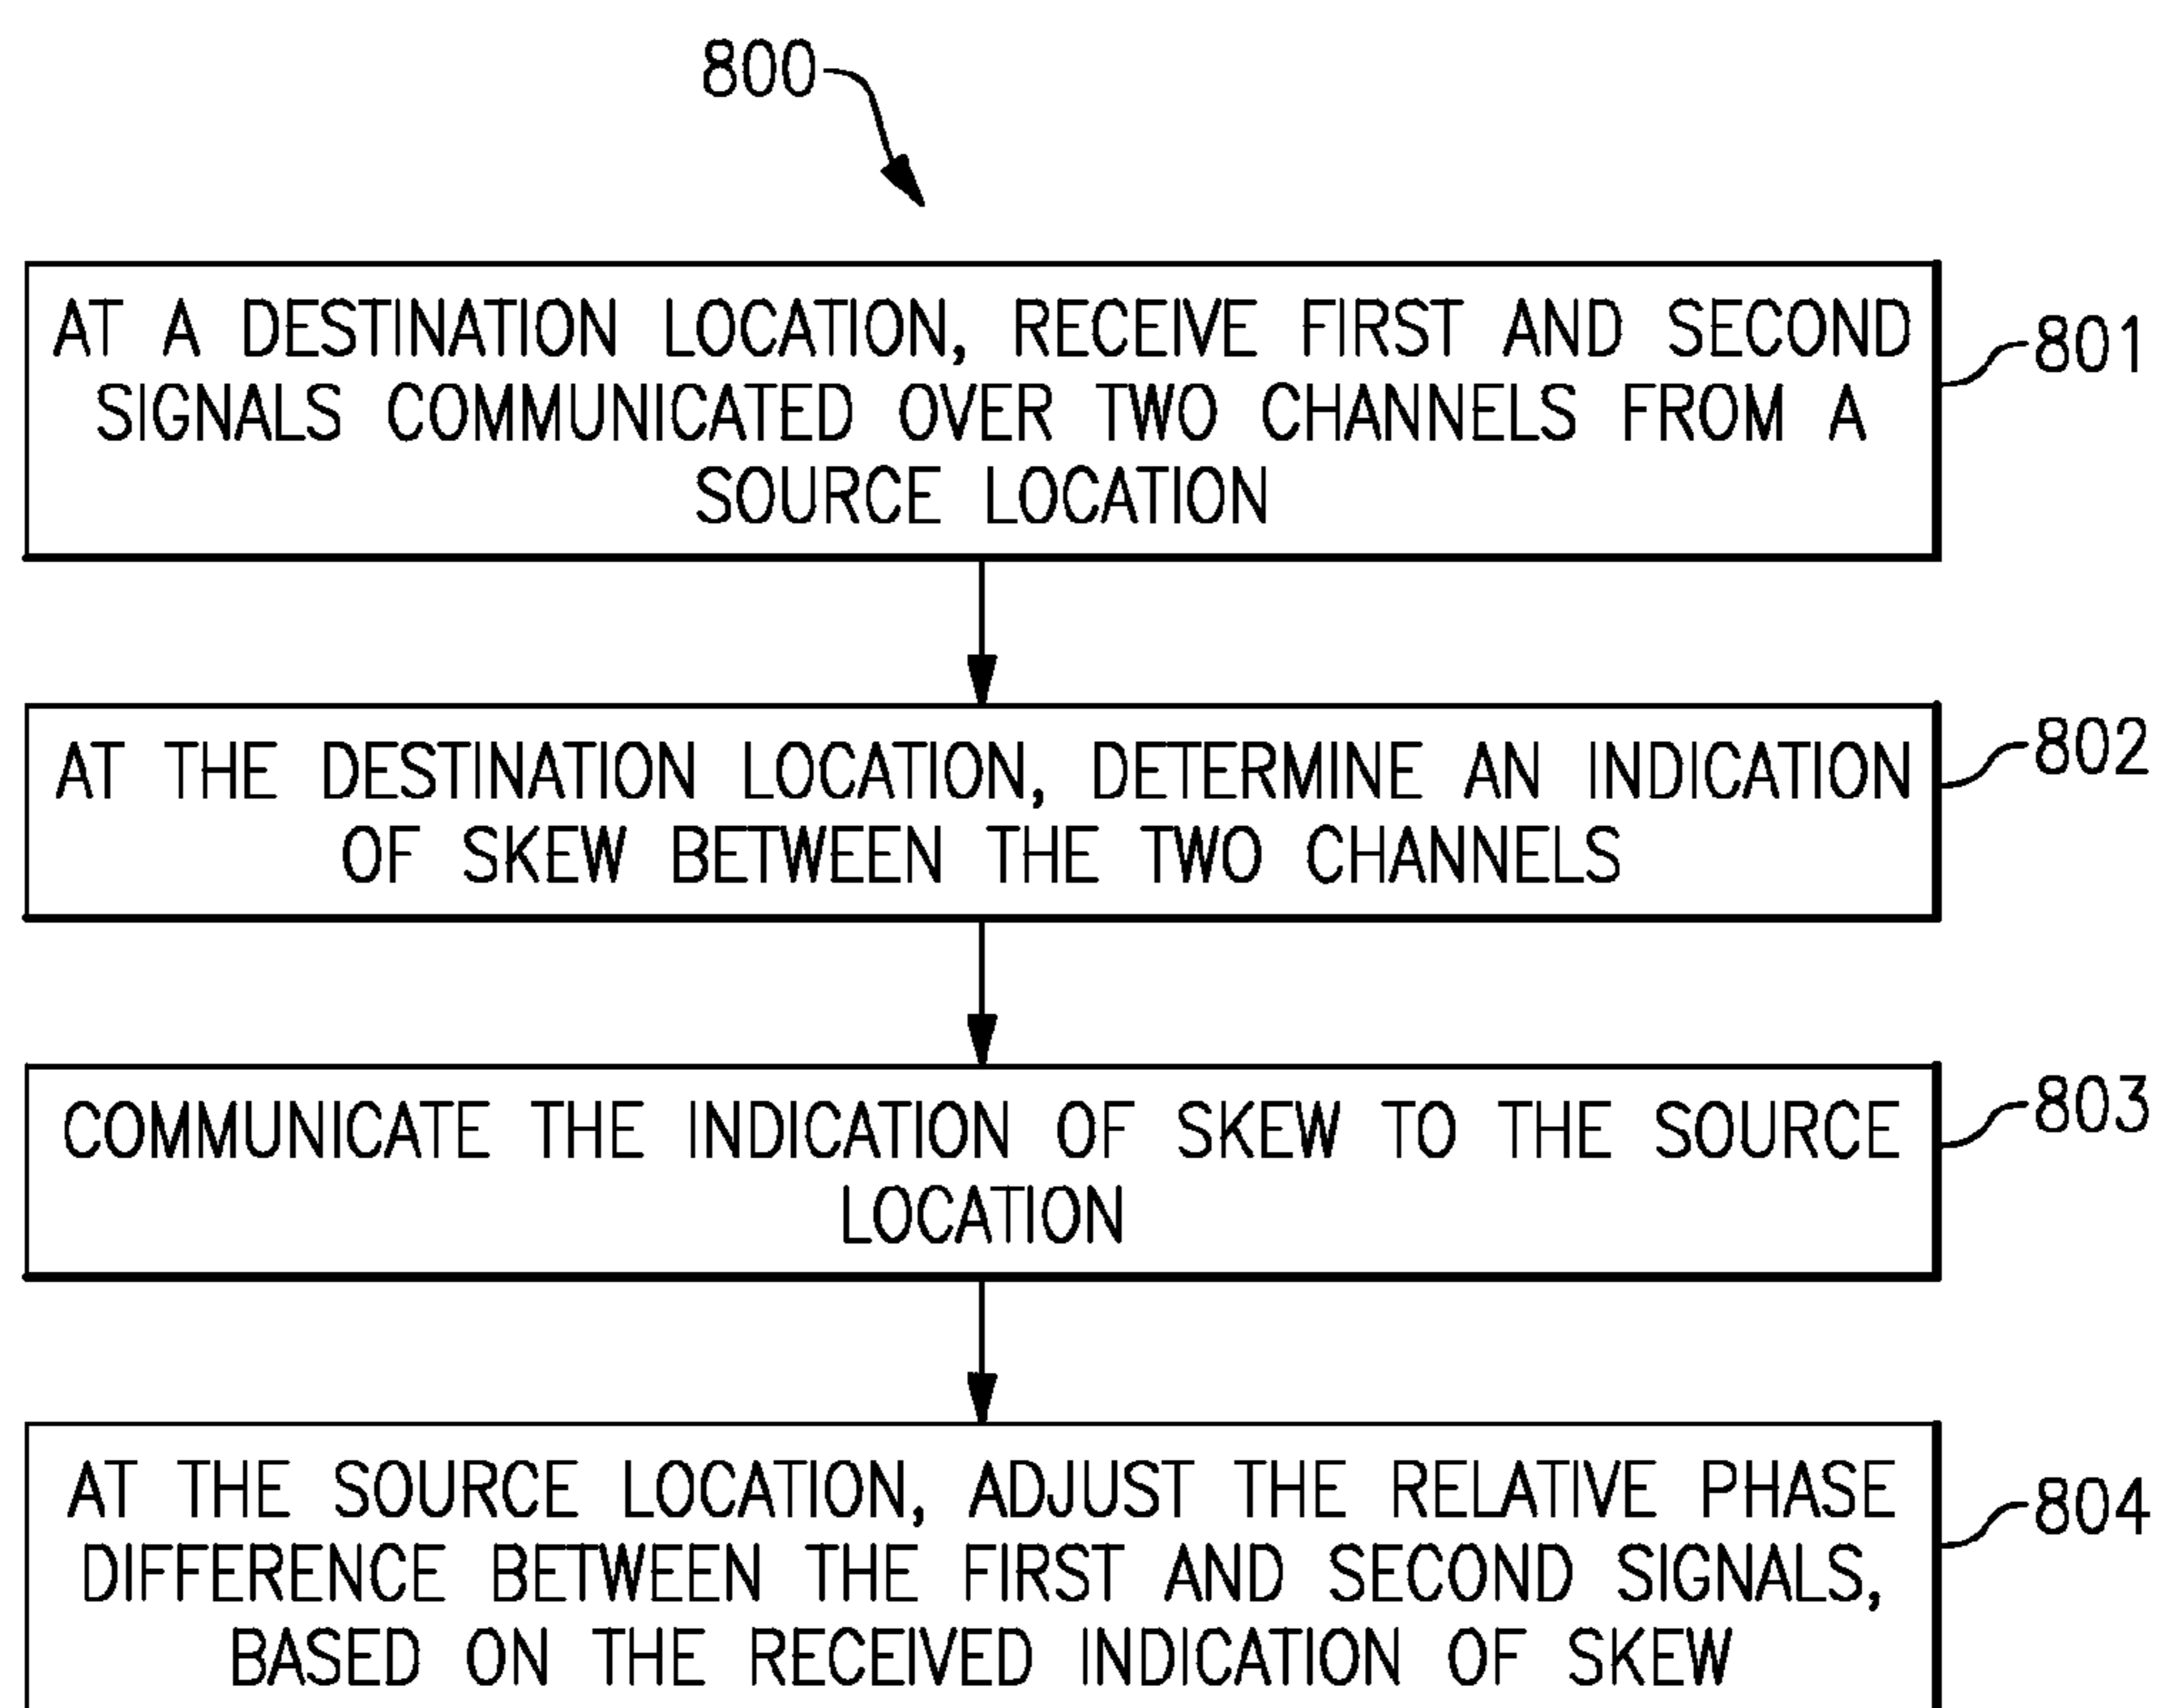 800
AT A DESTINATION LOCATION, RECEIVE FIRST AND SECOND
SIGNALS COMMUNICATED OVER TWO CHANNELS FROM A
SOURCE LOCATION
801
AT THE DESTINATION LOCATION, DETERMINE AN INDICATION
OF SKEW BETWEEN THE TWO CHANNELS
802
COMMUNICATE THE INDICATION OF SKEW TO THE SOURCE
LOCATION
803
AT THE SOURCE LOCATION, ADJUST THE RELATIVE PHASE
DIFFERENCE BETWEEN THE FIRST AND SECOND SIGNALS,
BASED ON THE RECEIVED INDICATION OF SKEW
804